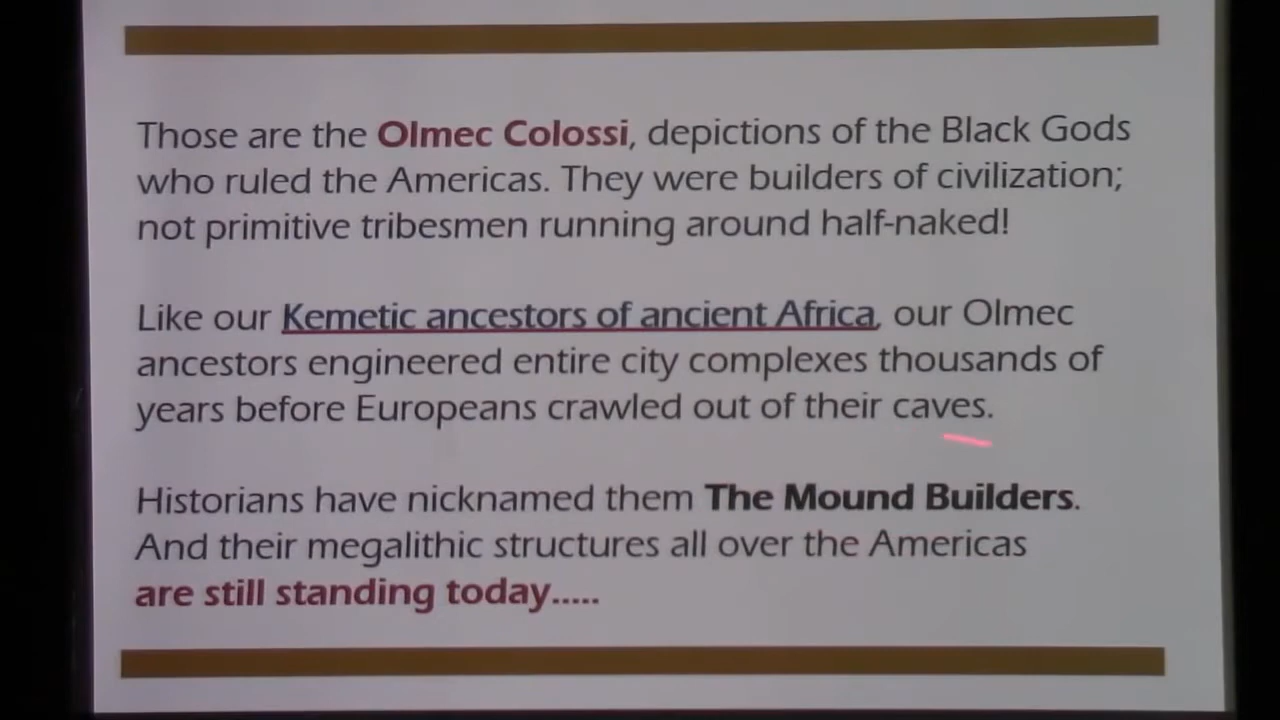 Those are the Olmec Colossi, depictions of the Black Gods
who ruled the Americas. They were builders of civilization;
not primitive tribesmen running around half-naked!
Like our Kemetic ancestors of ancient Africa, our Olmec
ancestors engineered entire city complexes thousands of
years before Europeans crawled out of their caves.
Historians have nicknamed them The Mound Builders.
And their megalithic structures all over the Americas
are still standing today.....